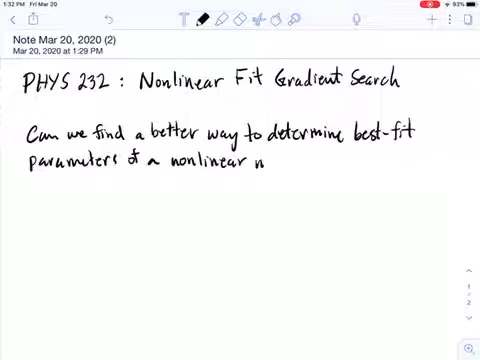 1:32 PM Fri Mar 20
93%
Note Mar 20, 2020 (2)
Mar 20, 2020 at 1:29 PM
PHYS 232 : Nonlinear Fit Gradient Search
Can we find a better way to determine best-fit
parameters of a nonlinear
1
2